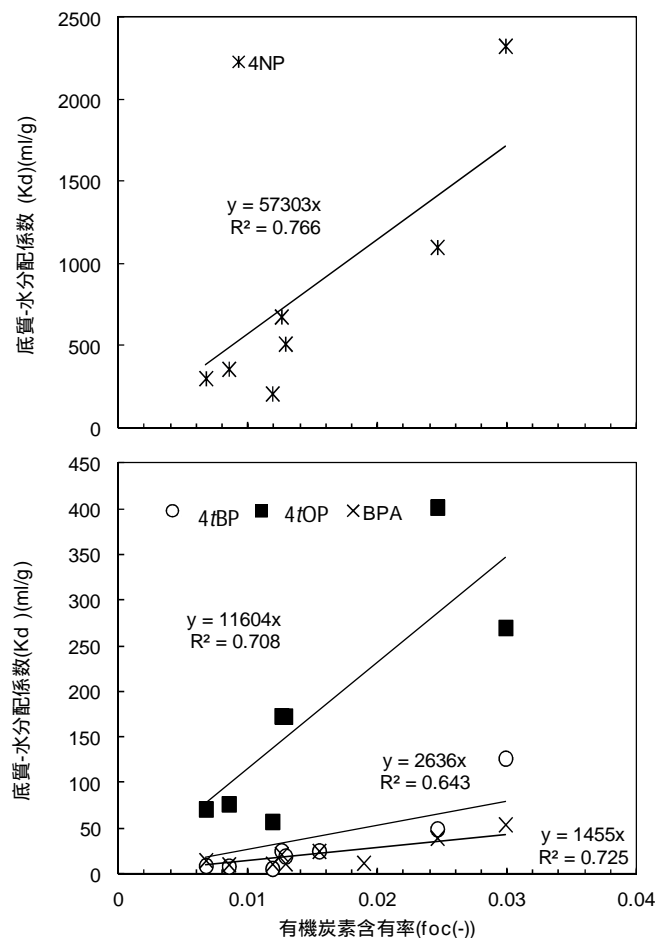 2500
2000
1500
1000
500
0
底質-水分配係数 (Kd)(ml/g)
4NP
y = 57303x
R² = 0.766
450
400
350
300
250
200
150
100
50
0
底質-水分配係数(Kd )(ml/g)
4tBP 4tOP BPA
y = 11604x
R² = 0.708
y = 2636x
R² = 0.643
y = 1455x
R² = 0.725
0 0.01 0.02 0.03 0.04
有機炭素含有率(foc(-))